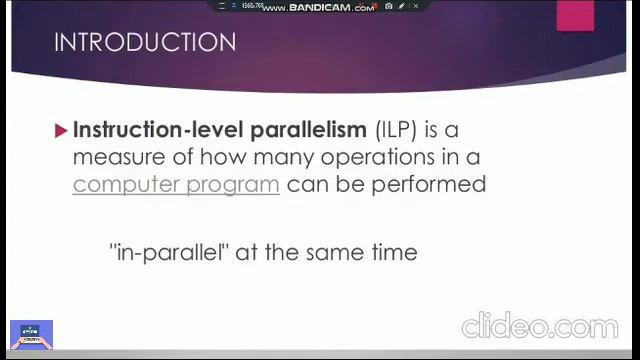 1360x768
www.BANDICAM.com
INTRODUCTION
Instruction-level parallelism (ILP) is a
measure of how many operations in a
computer program can be performed
"in-parallel" at the same time
clideo.com